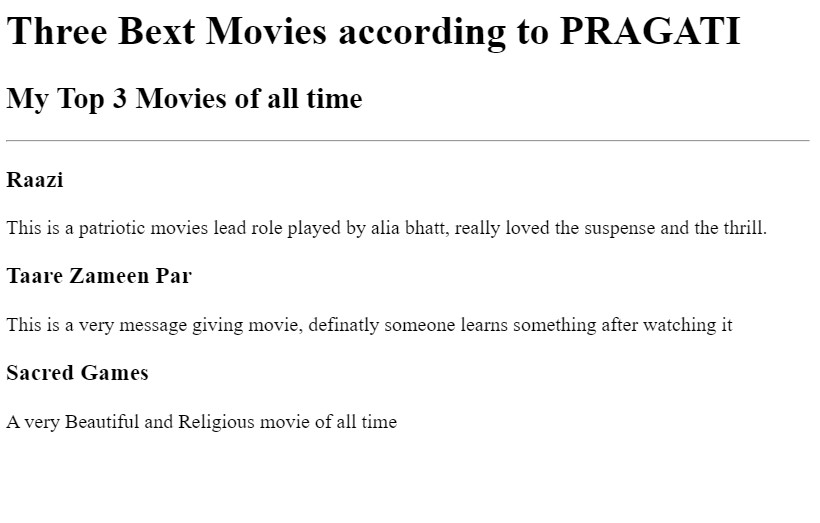 Three Bext Movies according to PRAGATI
My Top 3 Movies of all time
Raazi
This is a patriotic movies lead role played by alia bhatt, really loved the suspense and the thrill.
Taare Zameen Par
This is a very message giving movie, definatly someone learns something after watching it
Sacred Games
A very Beautiful and Religious movie of all time